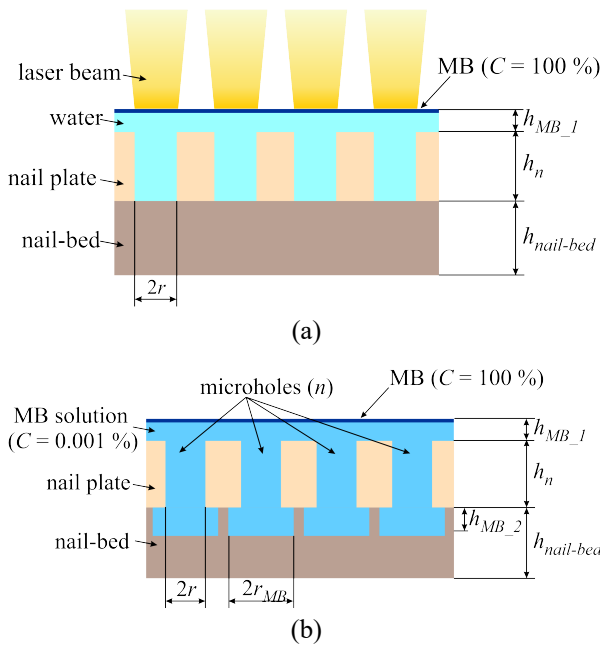 laser beam
MB (C = 100 %)
water
h_MB_1
nail plate
h_n
nail-bed
h_nail-bed
2r
(a)
microholes (n)
MB (C = 100 %)
MB solution
(C = 0.001 %)
h_MB_1
nail plate
h_n
h_MB_2
nail-bed
h_nail-bed
2r
2r_MB
(b)